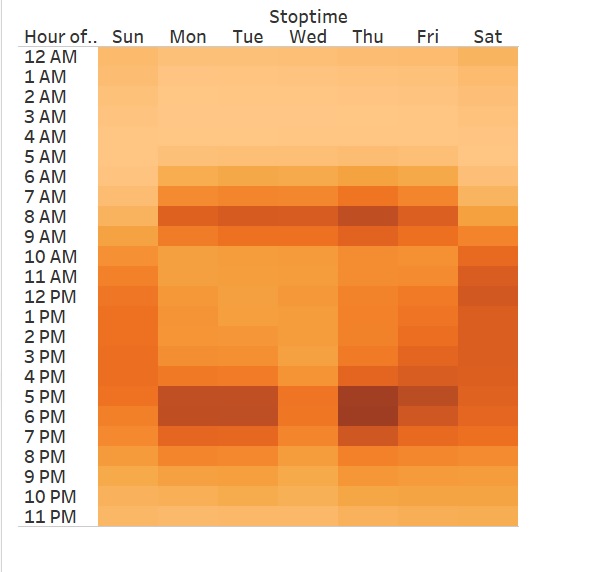 Stoptime
Hour of.. Sun Mon Tue Wed Thu Fri Sat
12 AM
1 AM
2 AM
3 AM
4 AM
5 AM
6 AM
7 AM
8 AM
9 AM
10 AM
11 AM
12 PM
1 PM
2 PM
3 PM
4 PM
5 PM
6 PM
7 PM
8 PM
9 PM
10 PM
11 PM